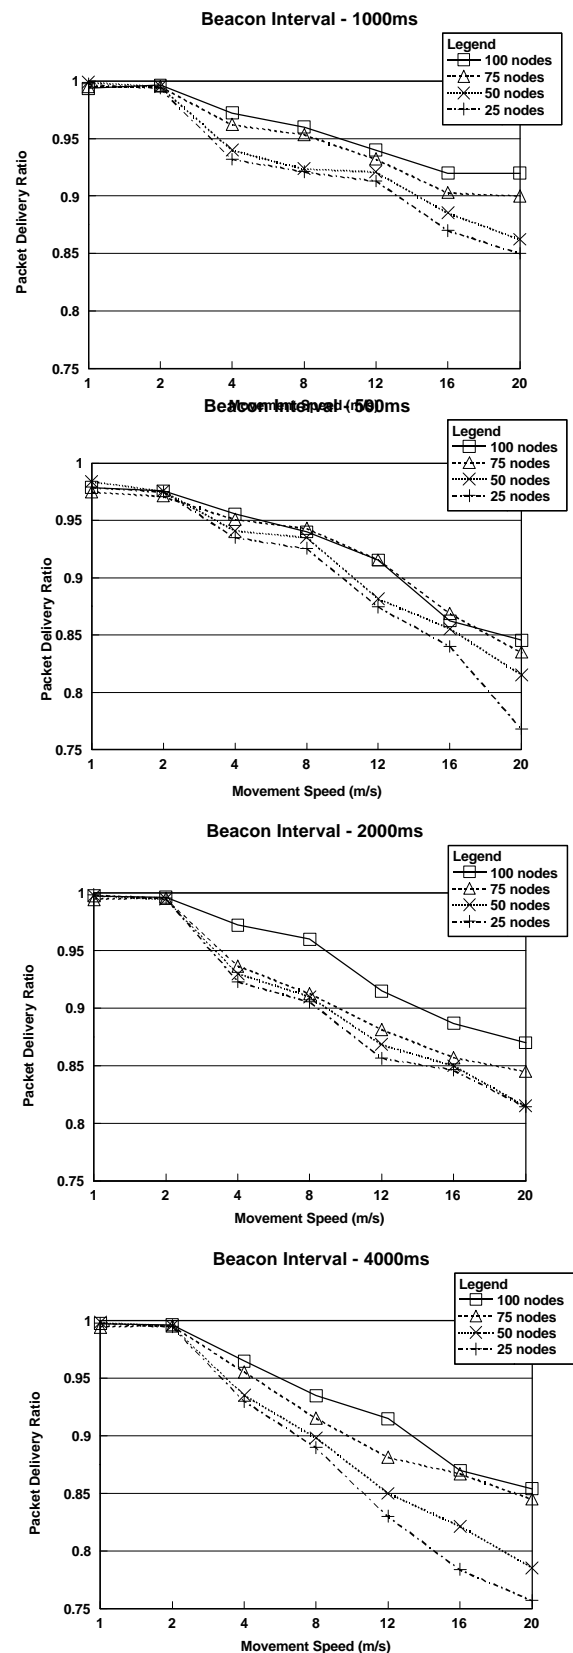 Beacon Interval - 1000ms
Legend
100 nodes
75 nodes
50 nodes
25 nodes
Packet Delivery Ratio
1
0.95
0.9
0.85
0.8
0.75
1 2 4 8 12 16 20
Movement Speed (m/s)
Beacon Interval - 500ms
Legend
100 nodes
75 nodes
50 nodes
25 nodes
Packet Delivery Ratio
1
0.95
0.9
0.85
0.8
0.75
1 2 4 8 12 16 20
Movement Speed (m/s)
Beacon Interval - 2000ms
Legend
100 nodes
75 nodes
50 nodes
25 nodes
Packet Delivery Ratio
1
0.95
0.9
0.85
0.8
0.75
1 2 4 8 12 16 20
Movement Speed (m/s)
Beacon Interval - 4000ms
Legend
100 nodes
75 nodes
50 nodes
25 nodes
Packet Delivery Ratio
1
0.95
0.9
0.85
0.8
0.75
1 2 4 8 12 16 20
Movement Speed (m/s)